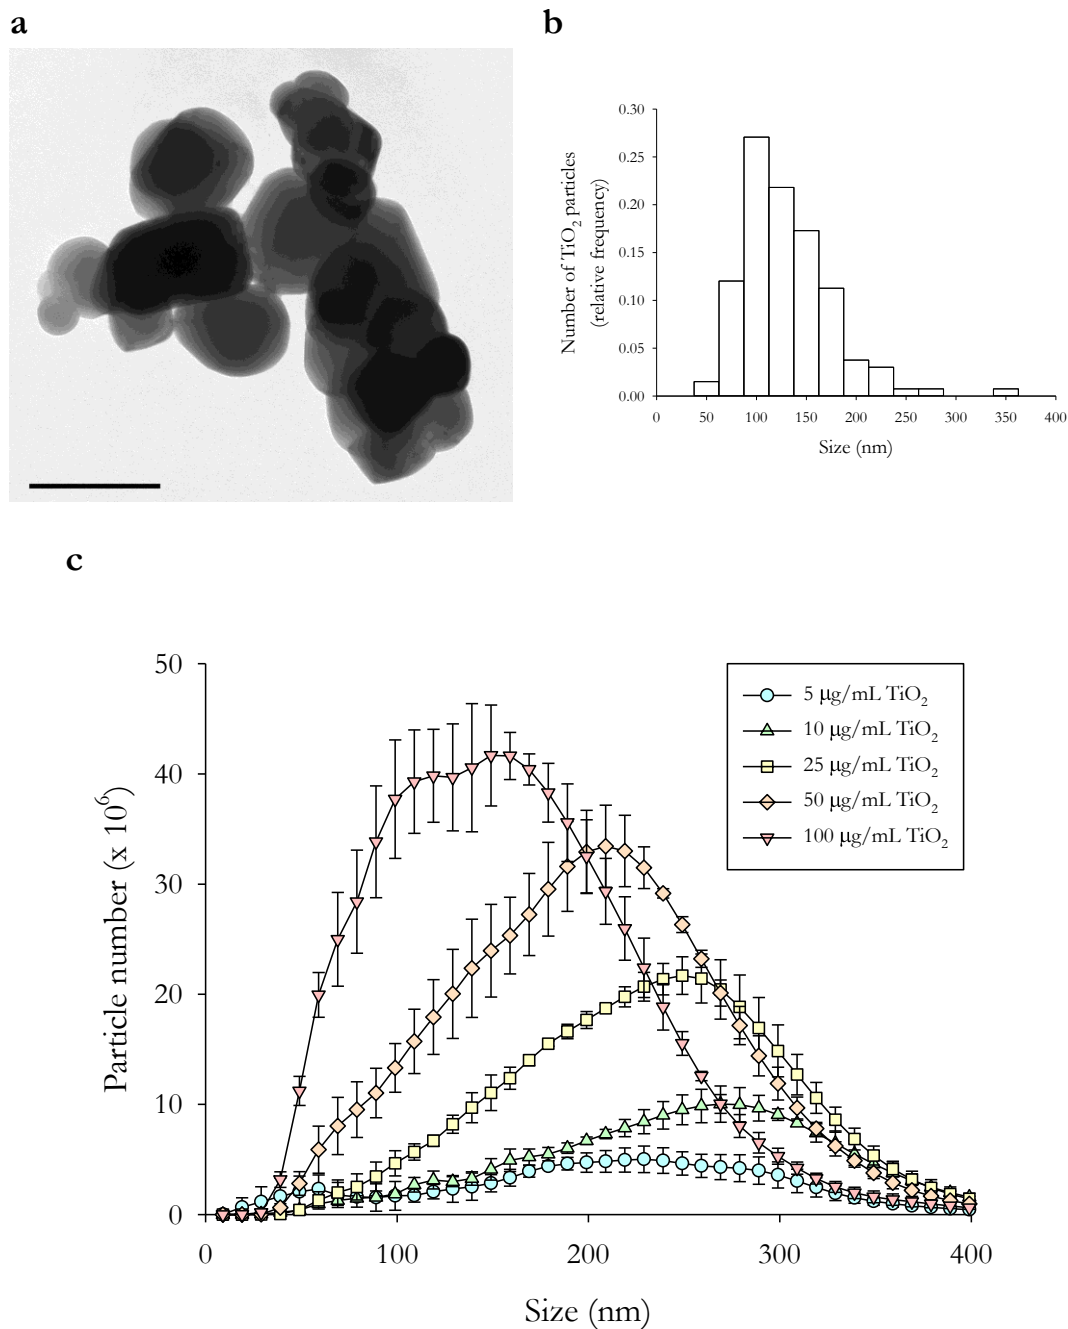 a
b
0.30
0.25
0.20
0.15
0.10
0.05
0.00
Number of TiO2 particles
(relative frequency)
0 50 100 150 200 250 300 350 400
Size (nm)
c
50
40
30
20
10
0
Particle number (x 10^6)
5 µg/mL TiO2
10 µg/mL TiO2
25 µg/mL TiO2
50 µg/mL TiO2
100 µg/mL TiO2
0 100 200 300 400
Size (nm)